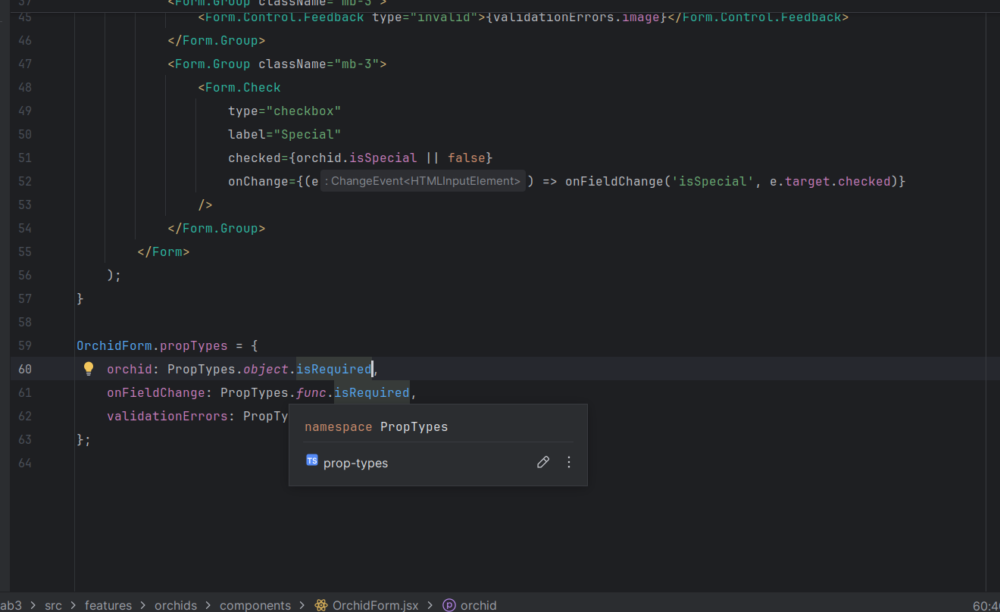 37 <Form.Group className="mb-3">
45 <Form.Control.Feedback type="invalid">{validationErrors.image}</Form.Control.Feedback>
46 </Form.Group>
47 <Form.Group className="mb-3">
48 <Form.Check
49 type="checkbox"
50 label="Special"
51 checked={orchid.isSpecial || false}
52 onChange={(e : ChangeEvent<HTMLInputElement> ) => onFieldChange('isSpecial', e.target.checked)}
53 />
54 </Form.Group>
55 </Form>
56 );
57 }
58
59 OrchidForm.propTypes = {
60 orchid: PropTypes.object.isRequired,
61 onFieldChange: PropTypes.func.isRequired,
62 validationErrors: PropTy
63 };
64
namespace PropTypes
TS prop-types
ab3 > src > features > orchids > components > OrchidForm.jsx > p orchid